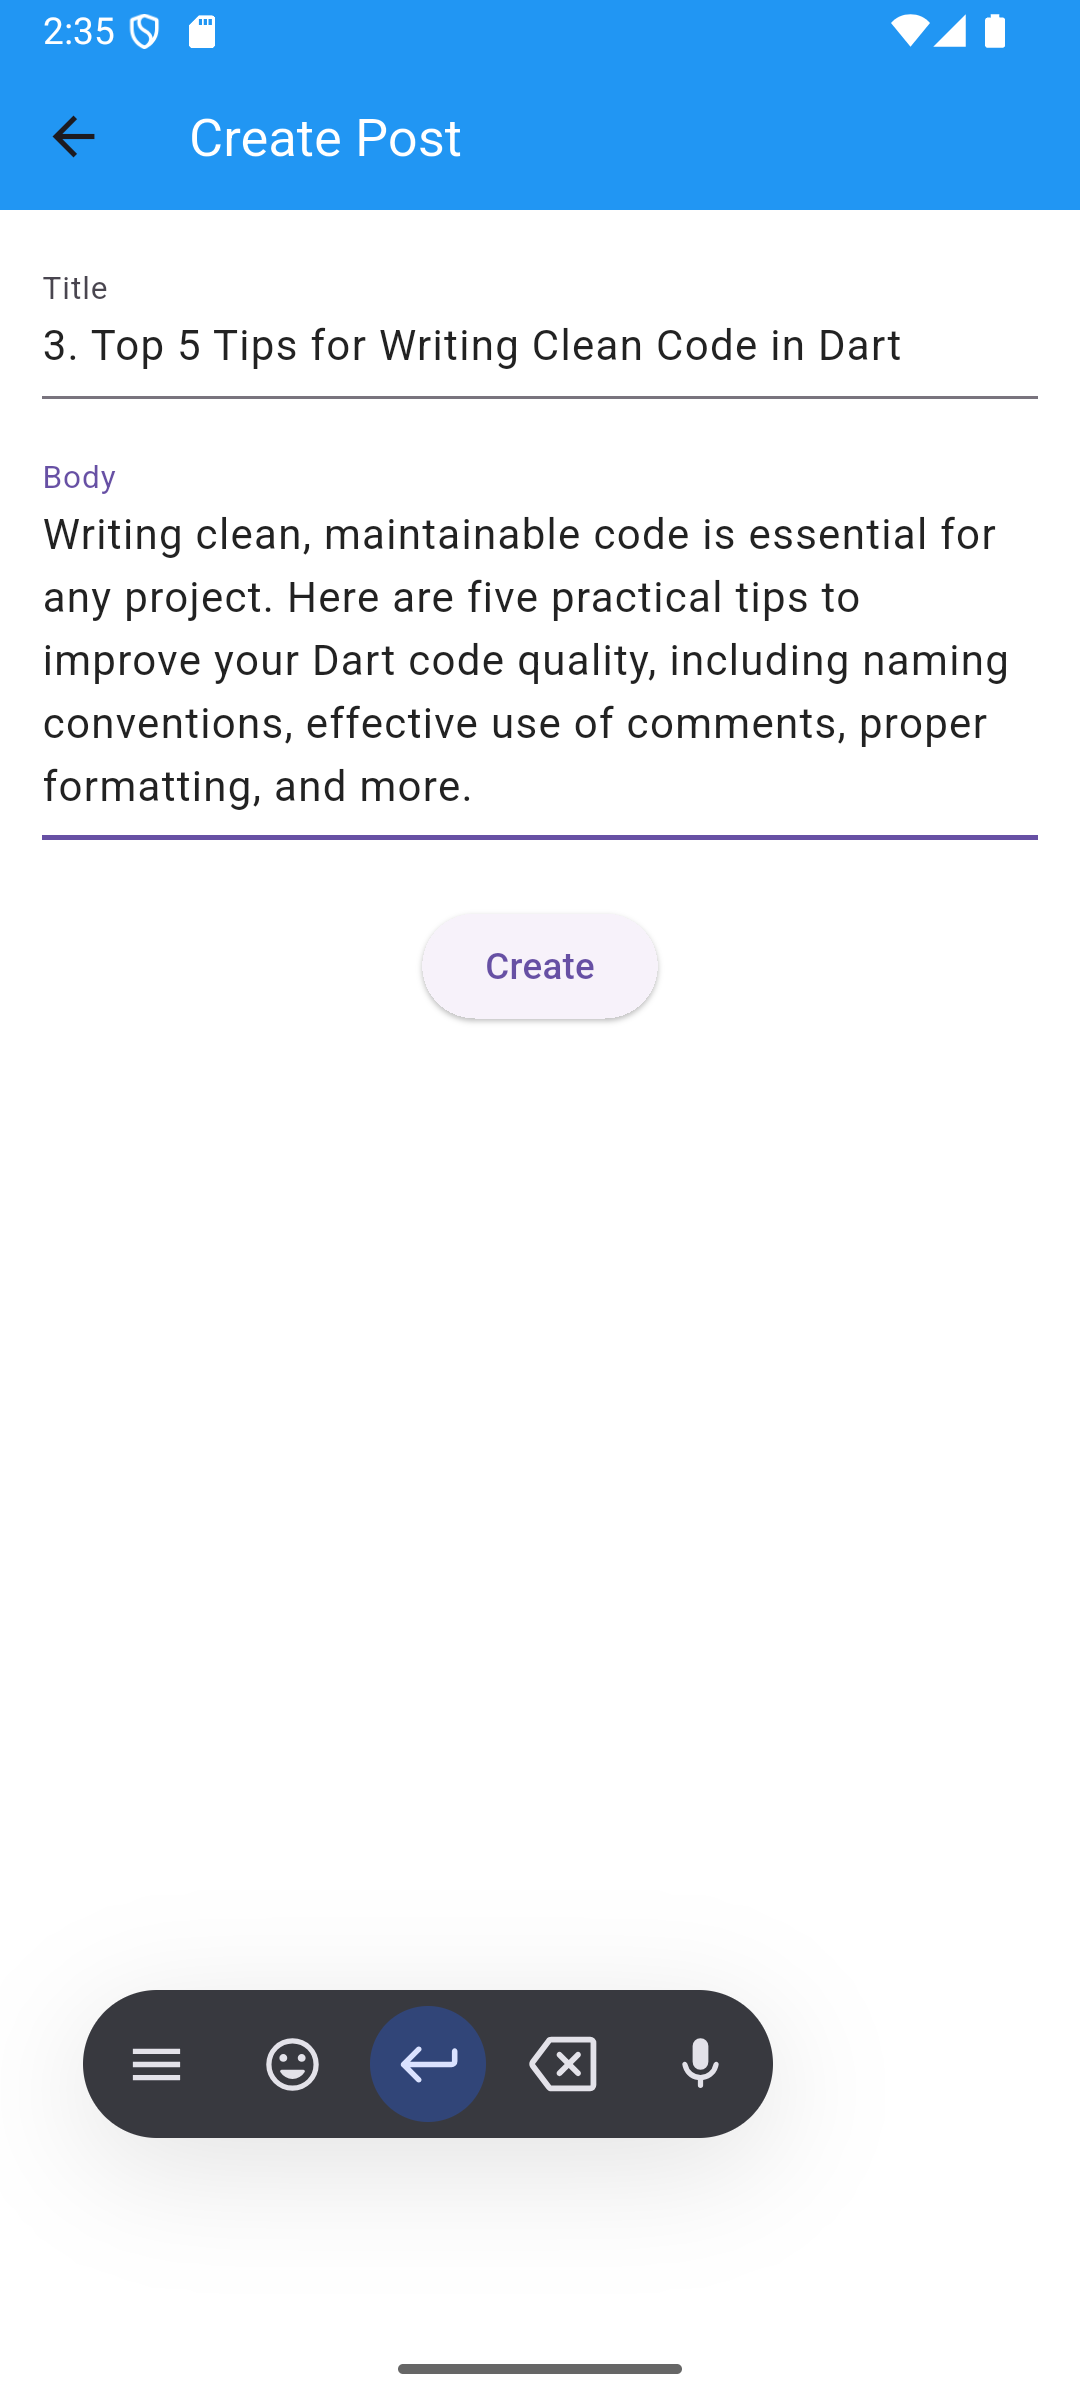 2:35
Create Post
Title
3. Top 5 Tips for Writing Clean Code in Dart
Body
Writing clean, maintainable code is essential for
any project. Here are five practical tips to
improve your Dart code quality, including naming
conventions, effective use of comments, proper
formatting, and more.
Create